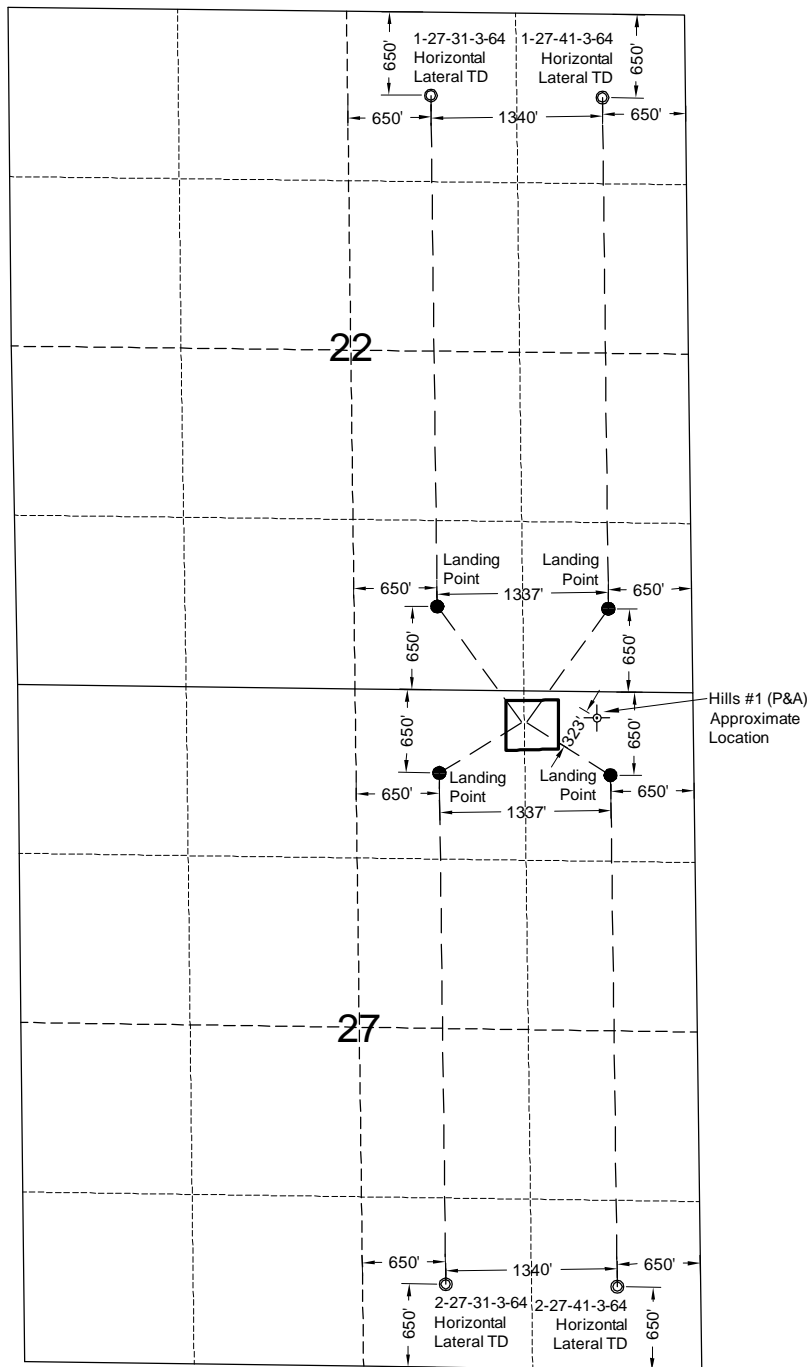 1-27-31-3-64
Horizontal
Lateral TD
1-27-41-3-64
Horizontal
Lateral TD
650'
650'
650'
1340'
650'
22
Landing
Point
Landing
Point
650'
1337'
650'
650'
650'
Hills #1 (P&A)
Approximate
Location
323'
650'
650'
Landing
Point
Landing
Point
650'
1337'
650'
27
650'
1340'
650'
650'
650'
2-27-31-3-64
Horizontal
Lateral TD
2-27-41-3-64
Horizontal
Lateral TD